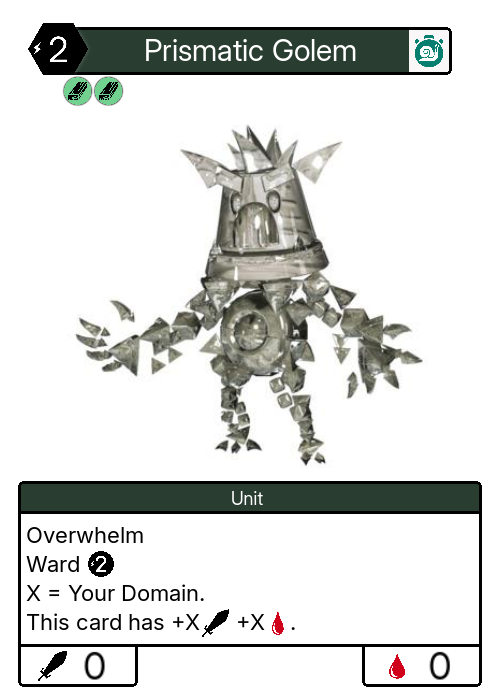 2 Prismatic Golem
Unit
Overwhelm
Ward 2
X = Your Domain.
This card has +X +X .
0 0